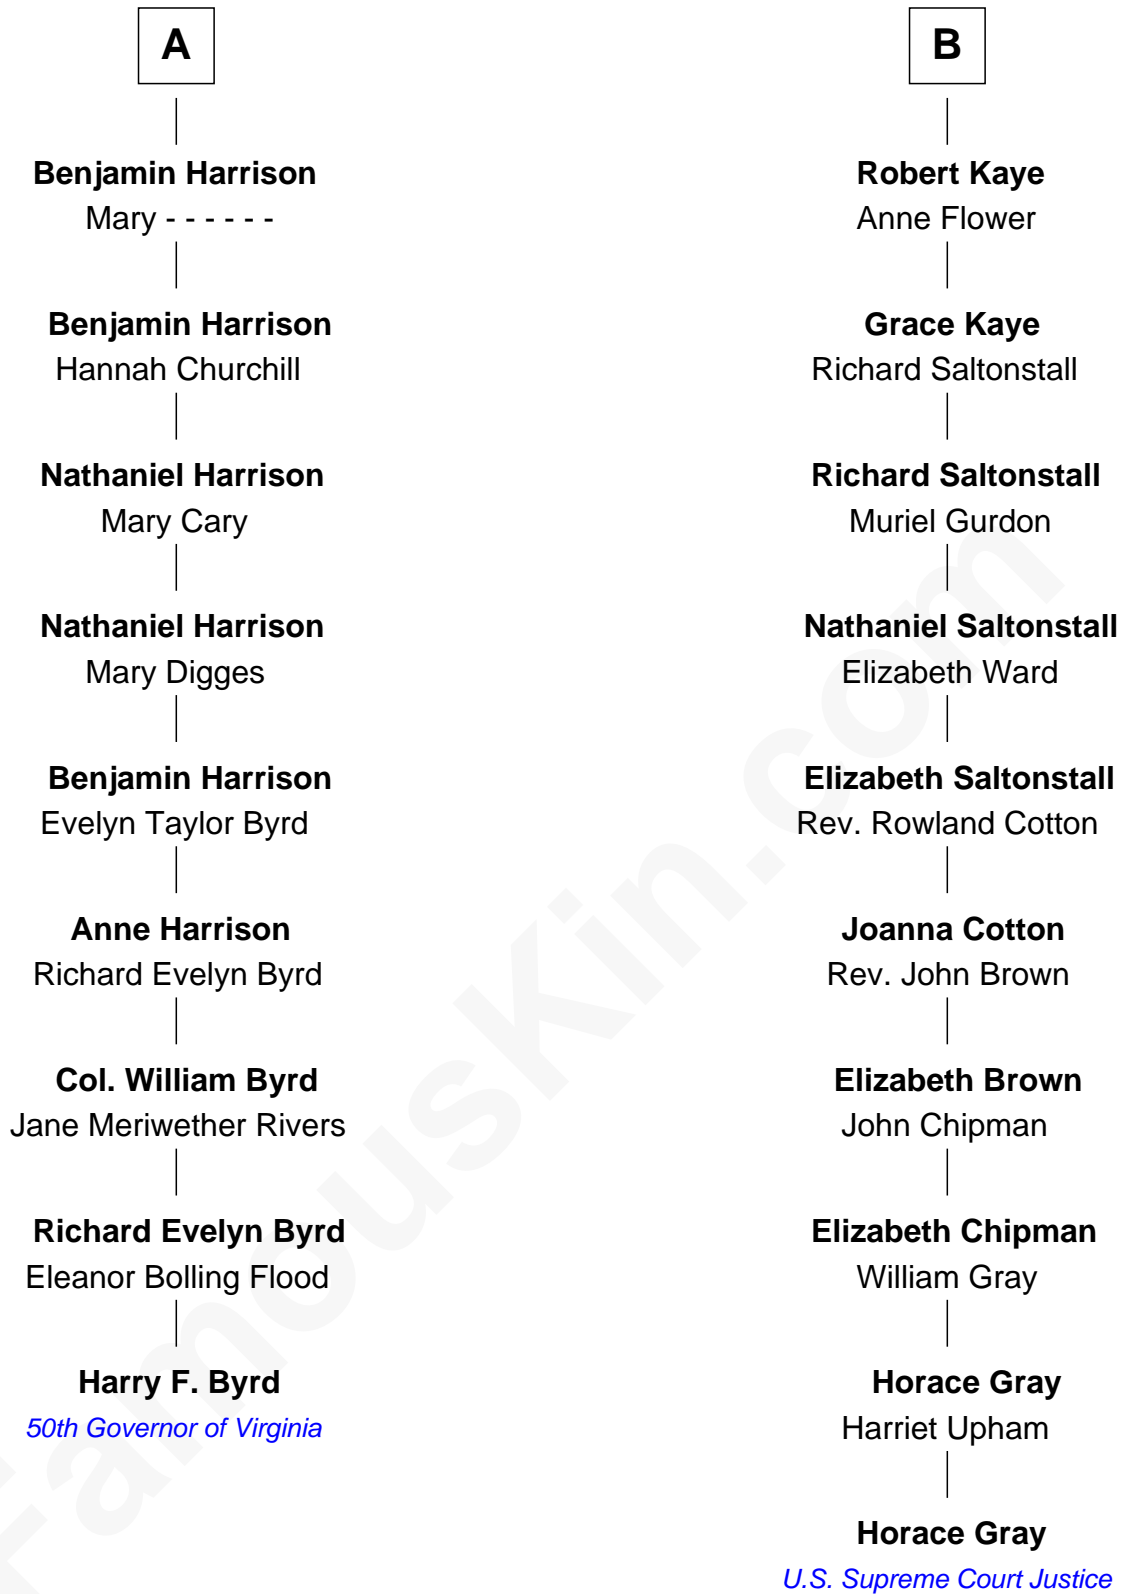 A
Benjamin Harrison
Mary - - - - - -
Benjamin Harrison
Hannah Churchill
Nathaniel Harrison
Mary Cary
Nathaniel Harrison
Mary Digges
Benjamin Harrison
Evelyn Taylor Byrd
Anne Harrison
Richard Evelyn Byrd
Col. William Byrd
Jane Meriwether Rivers
Richard Evelyn Byrd
Eleanor Bolling Flood
Harry F. Byrd
50th Governor of Virginia
B
Robert Kaye
Anne Flower
Grace Kaye
Richard Saltonstall
Richard Saltonstall
Muriel Gurdon
Nathaniel Saltonstall
Elizabeth Ward
Elizabeth Saltonstall
Rev. Rowland Cotton
Joanna Cotton
Rev. John Brown
Elizabeth Brown
John Chipman
Elizabeth Chipman
William Gray
Horace Gray
Harriet Upham
Horace Gray
U.S. Supreme Court Justice
FamousKin.com